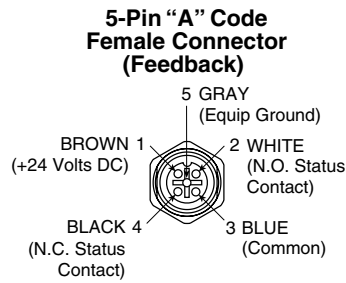 5-Pin “A” Code
Female Connector
(Feedback)
5 GRAY
(Equip Ground)
BROWN 1
(+24 Volts DC)
2 WHITE
(N.O. Status
Contact)
BLACK 4
(N.C. Status
Contact)
3 BLUE
(Common)